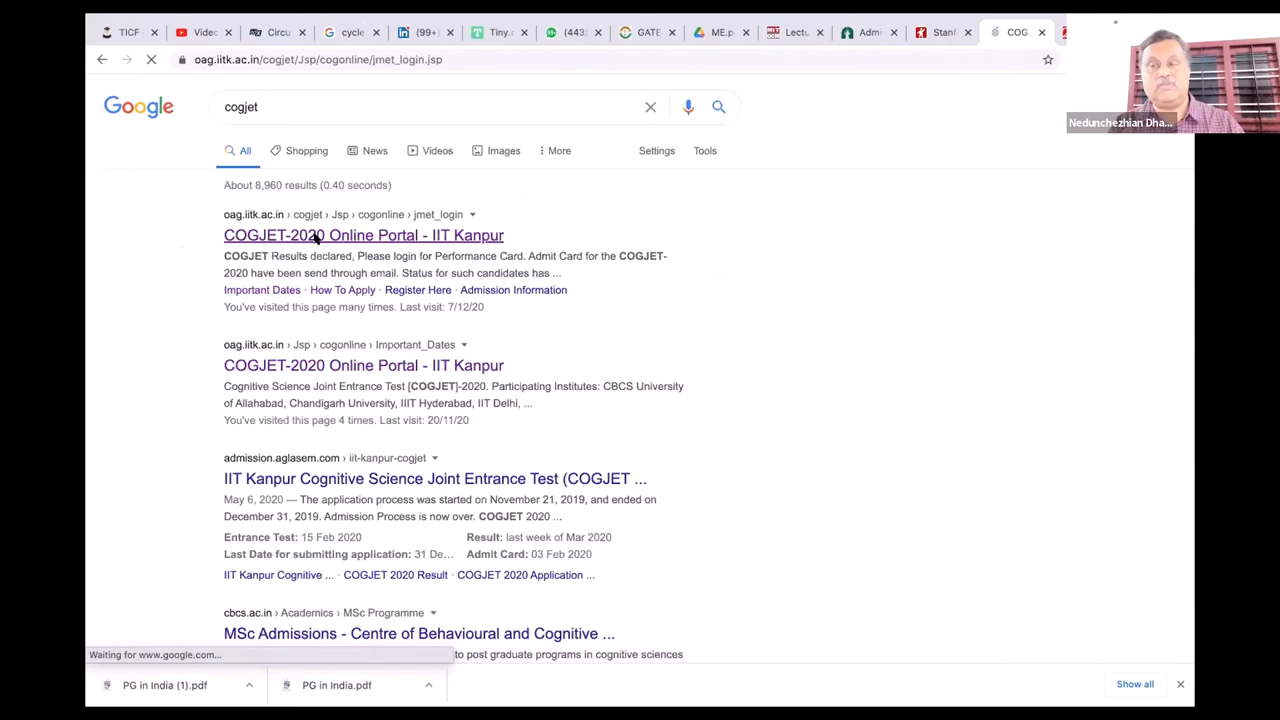 TICF
Videc
Circu
cycle
(99+)
Tiny.c
(443)
GATE
ME.p
Lectu
Admi
Stanf
COG.
oag.iitk.ac.in/cogjet/Jsp/cogonline/jmet_login.jsp
Nedunchezhian Dha...
Google
cogjet
All
Shopping
News
Videos
Images
More
Settings
Tools
About 8,960 results (0.40 seconds)
oag.iitk.ac.in › cogjet › Jsp › cogonline › jmet_login
COGJET-2020 Online Portal - IIT Kanpur
COGJET Results declared, Please login for Performance Card. Admit Card for the COGJET-
2020 have been send through email. Status for such candidates has ...
Important Dates · How To Apply · Register Here · Admission Information
You've visited this page many times. Last visit: 7/12/20
oag.iitk.ac.in › Jsp › cogonline › Important_Dates
COGJET-2020 Online Portal - IIT Kanpur
Cognitive Science Joint Entrance Test [COGJET]-2020. Participating Institutes: CBCS University
of Allahabad, Chandigarh University, IIIT Hyderabad, IIT Delhi, ...
You've visited this page 4 times. Last visit: 20/11/20
admission.aglasem.com › iit-kanpur-cogjet
IIT Kanpur Cognitive Science Joint Entrance Test (COGJET ...
May 6, 2020 — The application process was started on November 21, 2019, and ended on
December 31, 2019. Admission Process is now over. COGJET 2020 ...
Entrance Test: 15 Feb 2020
Result: last week of Mar 2020
Last Date for submitting application: 31 De...
Admit Card: 03 Feb 2020
IIT Kanpur Cognitive ... · COGJET 2020 Result · COGJET 2020 Application ...
cbcs.ac.in › Academics › MSc Programme
MSc Admissions - Centre of Behavioural and Cognitive ...
to post graduate programs in cognitive sciences
Waiting for www.google.com...
PG in India (1).pdf
PG in India.pdf
Show all